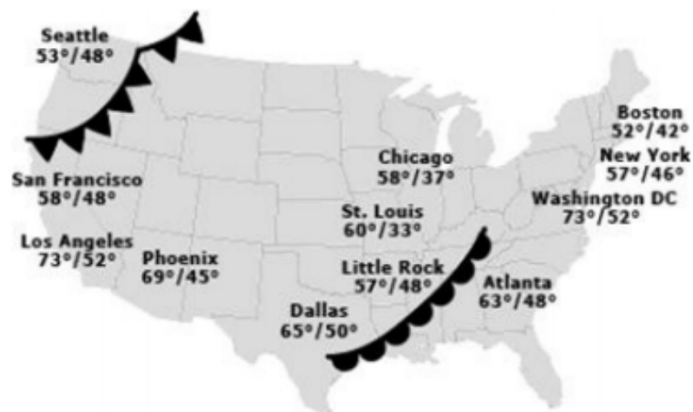 Seattle
53°/48°
Boston
52°/42°
Chicago
58°/37°
New York
57°/46°
San Francisco
58°/48°
Washington DC
73°/52°
St. Louis
60°/33°
Los Angeles
73°/52°
Phoenix
69°/45°
Little Rock
57°/48°
Atlanta
63°/48°
Dallas
65°/50°